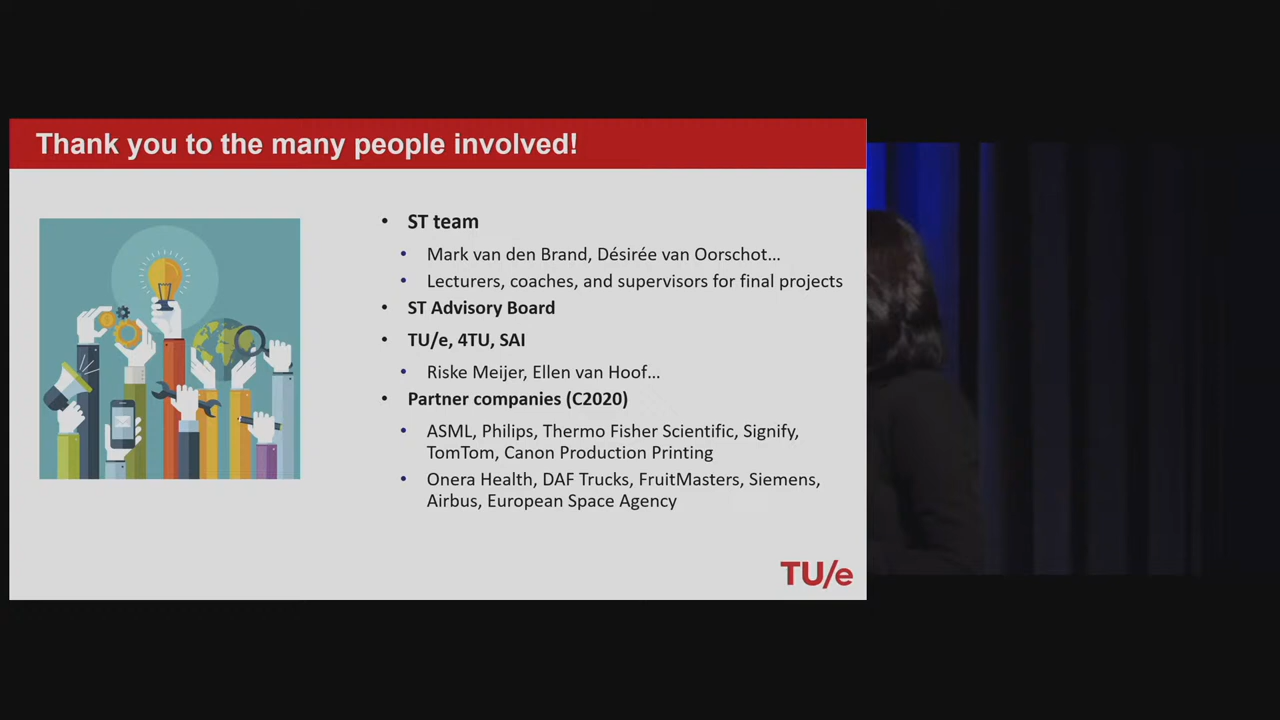 Thank you to the many people involved!
• ST team
• Mark van den Brand, Désirée van Oorschot...
• Lecturers, coaches, and supervisors for final projects
• ST Advisory Board
• TU/e, 4TU, SAI
• Riske Meijer, Ellen van Hoof...
• Partner companies (C2020)
• ASML, Philips, Thermo Fisher Scientific, Signify,
TomTom, Canon Production Printing
• Onera Health, DAF Trucks, FruitMasters, Siemens,
Airbus, European Space Agency
TU/e